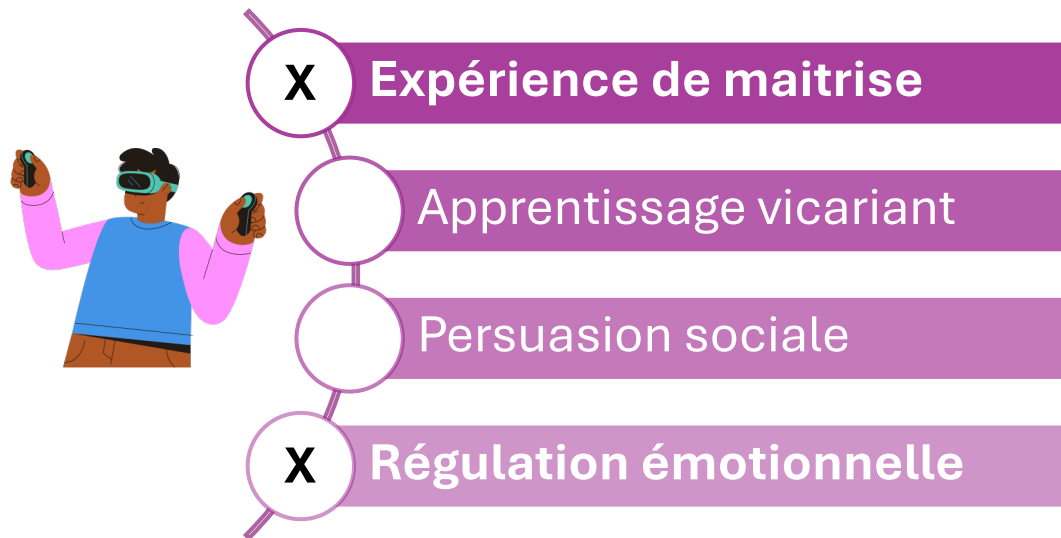 X Expérience de maitrise
Apprentissage vicariant
Persuasion sociale
X Régulation émotionnelle